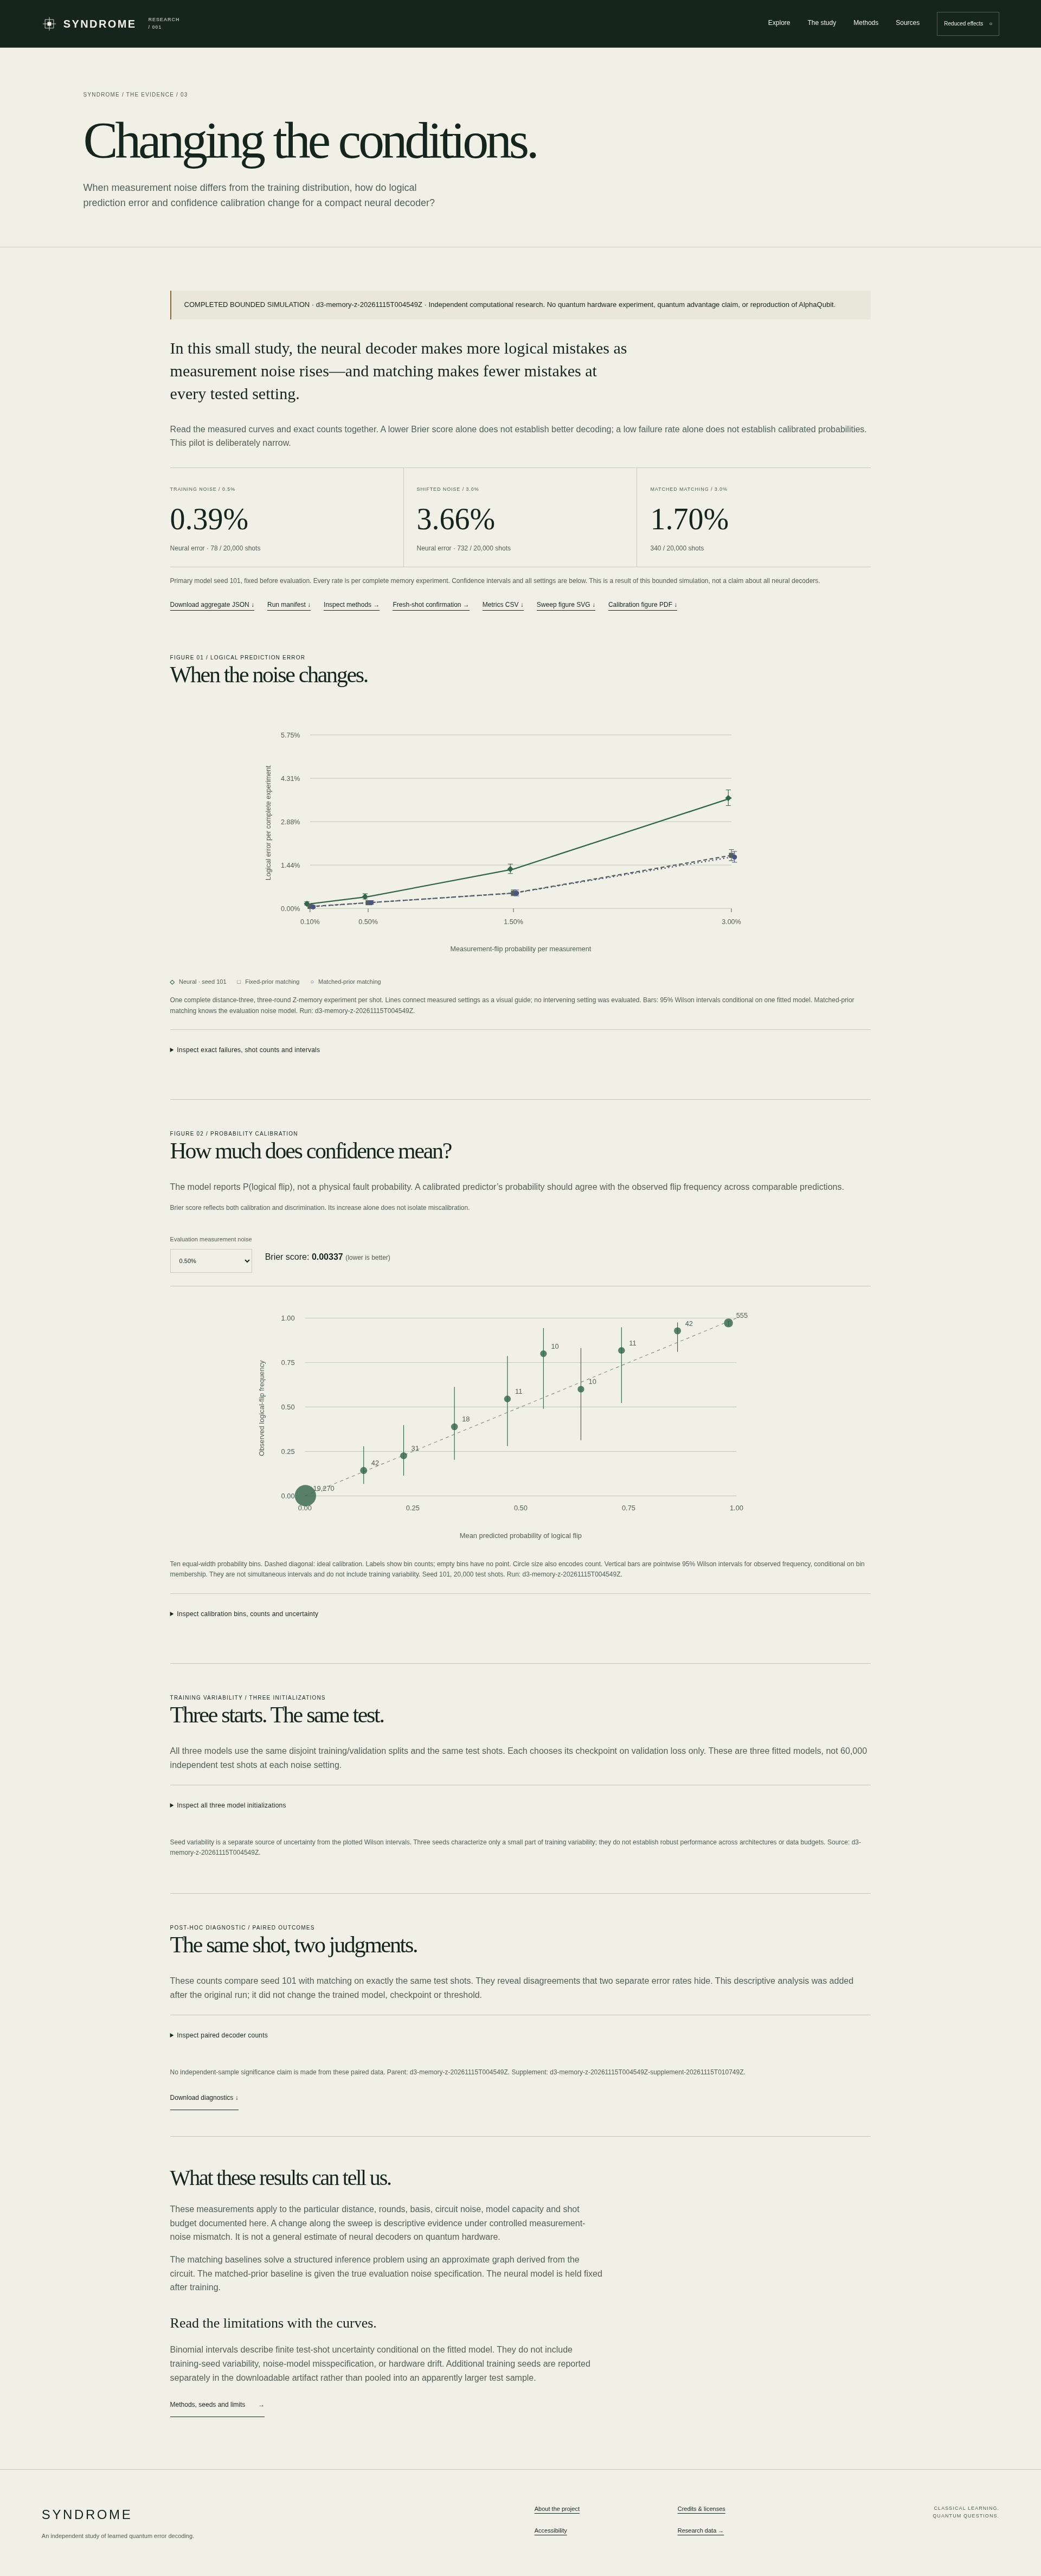 SYNDROME
RESEARCH
/ 001
Explore
The study
Methods
Sources
Reduced effects ○
SYNDROME / THE EVIDENCE / 03
Changing the conditions.
When measurement noise differs from the training distribution, how do logical
prediction error and confidence calibration change for a compact neural decoder?
COMPLETED BOUNDED SIMULATION · d3-memory-z-20261115T004549Z · Independent computational research. No quantum hardware experiment, quantum advantage claim, or reproduction of AlphaQubit.
In this small study, the neural decoder makes more logical mistakes as
measurement noise rises—and matching makes fewer mistakes at
every tested setting.
Read the measured curves and exact counts together. A lower Brier score alone does not establish better decoding; a low failure rate alone does not establish calibrated probabilities.
This pilot is deliberately narrow.
TRAINING NOISE / 0.5%
0.39%
Neural error · 78 / 20,000 shots
SHIFTED NOISE / 3.0%
3.66%
Neural error · 732 / 20,000 shots
MATCHED MATCHING / 3.0%
1.70%
340 / 20,000 shots
Primary model seed 101, fixed before evaluation. Every rate is per complete memory experiment. Confidence intervals and all settings are below. This is a result of this bounded simulation, not a claim about all neural decoders.
Download aggregate JSON ↓
Run manifest ↓
Inspect methods →
Fresh-shot confirmation →
Metrics CSV ↓
Sweep figure SVG ↓
Calibration figure PDF ↓
FIGURE 01 / LOGICAL PREDICTION ERROR
When the noise changes.
Logical error per complete experiment
5.75%
4.31%
2.88%
1.44%
0.00%
0.10%
0.50%
1.50%
3.00%
Measurement-flip probability per measurement
◇ Neural · seed 101
□ Fixed-prior matching
○ Matched-prior matching
One complete distance-three, three-round Z-memory experiment per shot. Lines connect measured settings as a visual guide; no intervening setting was evaluated. Bars: 95% Wilson intervals conditional on one fitted model. Matched-prior
matching knows the evaluation noise model. Run: d3-memory-z-20261115T004549Z.
▶ Inspect exact failures, shot counts and intervals
FIGURE 02 / PROBABILITY CALIBRATION
How much does confidence mean?
The model reports P(logical flip), not a physical fault probability. A calibrated predictor’s probability should agree with the observed flip frequency across comparable predictions.
Brier score reflects both calibration and discrimination. Its increase alone does not isolate miscalibration.
Evaluation measurement noise
0.50%
Brier score: 0.00337 (lower is better)
Observed logical-flip frequency
1.00
0.75
0.50
0.25
0.00
19,270
42
31
18
11
10
10
11
42
555
0.00
0.25
0.50
0.75
1.00
Mean predicted probability of logical flip
Ten equal-width probability bins. Dashed diagonal: ideal calibration. Labels show bin counts; empty bins have no point. Circle size also encodes count. Vertical bars are pointwise 95% Wilson intervals for observed frequency, conditional on bin
membership. They are not simultaneous intervals and do not include training variability. Seed 101, 20,000 test shots. Run: d3-memory-z-20261115T004549Z.
▶ Inspect calibration bins, counts and uncertainty
TRAINING VARIABILITY / THREE INITIALIZATIONS
Three starts. The same test.
All three models use the same disjoint training/validation splits and the same test shots. Each chooses its checkpoint on validation loss only. These are three fitted models, not 60,000
independent test shots at each noise setting.
▶ Inspect all three model initializations
Seed variability is a separate source of uncertainty from the plotted Wilson intervals. Three seeds characterize only a small part of training variability; they do not establish robust performance across architectures or data budgets. Source: d3-
memory-z-20261115T004549Z.
POST-HOC DIAGNOSTIC / PAIRED OUTCOMES
The same shot, two judgments.
These counts compare seed 101 with matching on exactly the same test shots. They reveal disagreements that two separate error rates hide. This descriptive analysis was added
after the original run; it did not change the trained model, checkpoint or threshold.
▶ Inspect paired decoder counts
No independent-sample significance claim is made from these paired data. Parent: d3-memory-z-20261115T004549Z. Supplement: d3-memory-z-20261115T004549Z-supplement-20261115T010749Z.
Download diagnostics ↓
What these results can tell us.
These measurements apply to the particular distance, rounds, basis, circuit noise, model capacity and shot
budget documented here. A change along the sweep is descriptive evidence under controlled measurement-
noise mismatch. It is not a general estimate of neural decoders on quantum hardware.
The matching baselines solve a structured inference problem using an approximate graph derived from the
circuit. The matched-prior baseline is given the true evaluation noise specification. The neural model is held fixed
after training.
Read the limitations with the curves.
Binomial intervals describe finite test-shot uncertainty conditional on the fitted model. They do not include
training-seed variability, noise-model misspecification, or hardware drift. Additional training seeds are reported
separately in the downloadable artifact rather than pooled into an apparently larger test sample.
Methods, seeds and limits →
SYNDROME
An independent study of learned quantum error decoding.
About the project
Accessibility
Credits & licenses
Research data →
CLASSICAL LEARNING.
QUANTUM QUESTIONS.